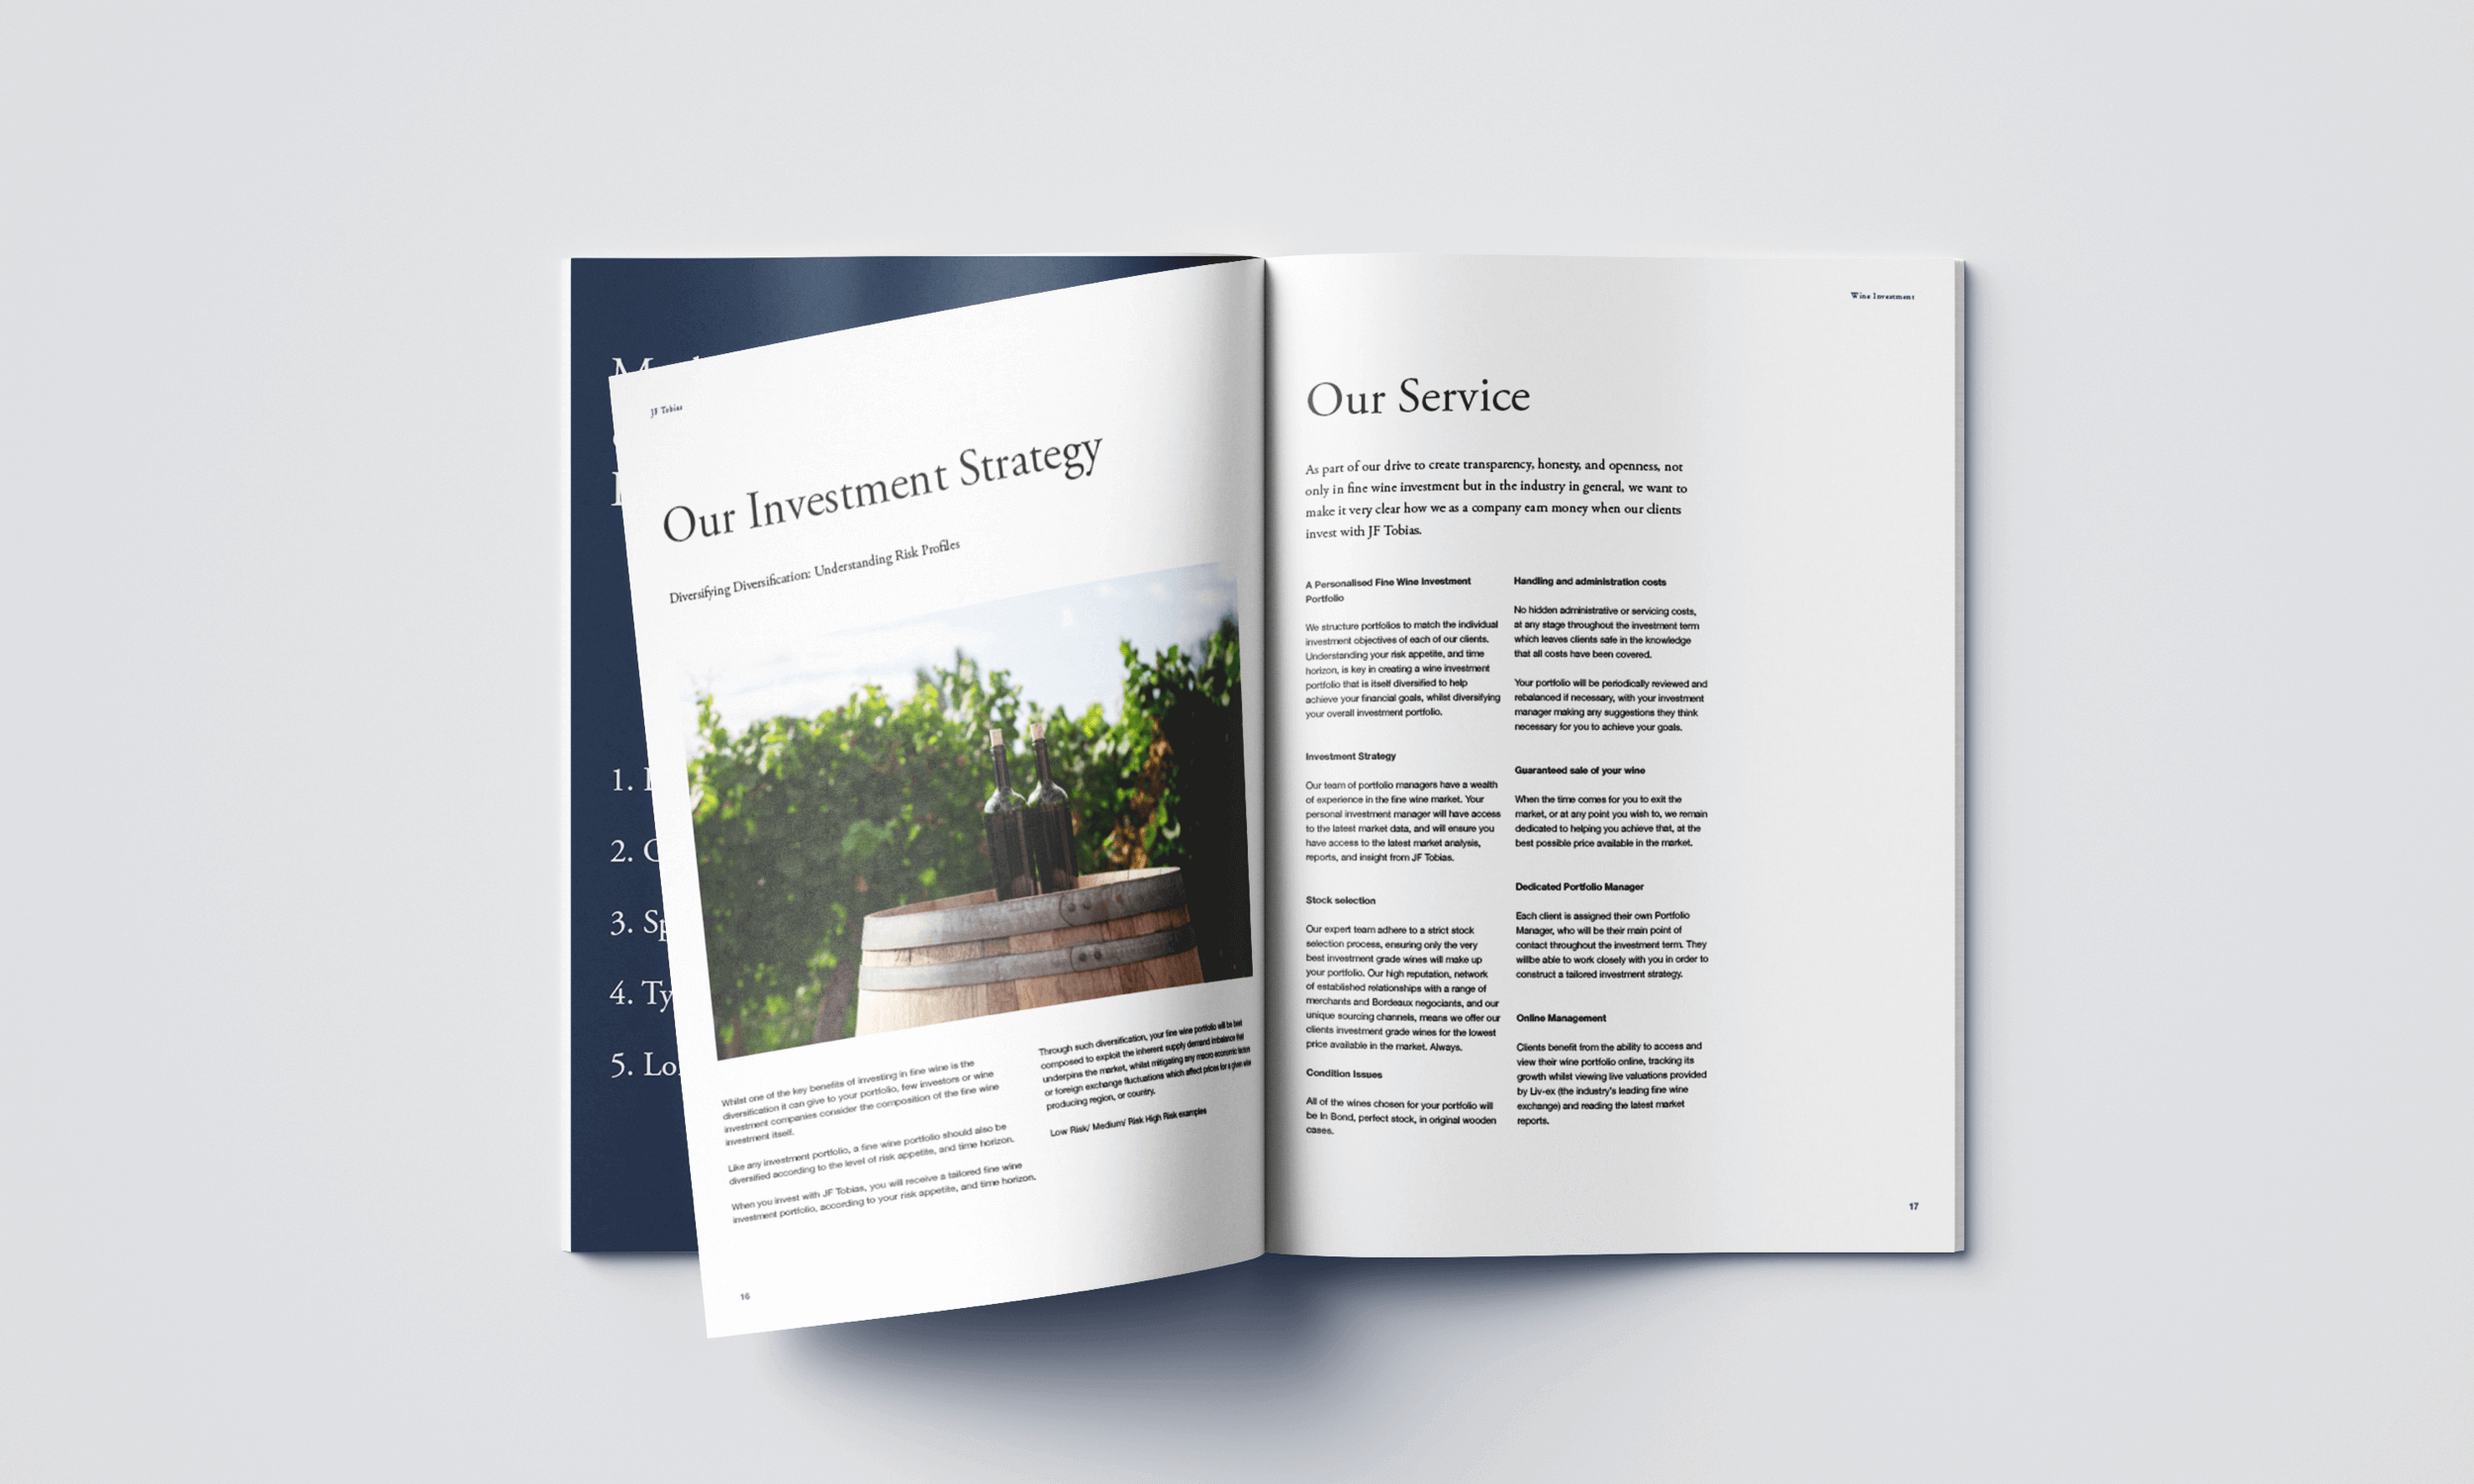 1.
2.
3. Sp
4. Ty
5. Lo
JF Tobias
Our Investment Strategy
Diversifying Diversification: Understanding Risk Profiles
Whilst one of the key benefits of investing in fine wine is the
diversification it can give to your portfolio, few investors or wine
investment companies consider the composition of the fine wine
investment itself.
Like any investment portfolio, a fine wine portfolio should also be
diversified according to the level of risk appetite, and time horizon.
When you invest with JF Tobias, you will receive a tailored fine wine
investment portfolio, according to your risk appetite, and time horizon.
Through such diversification, your fine wine portfolio will be best
composed to exploit the inherent supply demand imbalance that
underpins the market, whilst mitigating any macro economic factors
or foreign exchange fluctuations which affect prices for a given wine
producing region, or country.
Low Risk/ Medium/ Risk High Risk examples
16
Wine Investment
Our Service
As part of our drive to create transparency, honesty, and openness, not
only in fine wine investment but in the industry in general, we want to
make it very clear how we as a company earn money when our clients
invest with JF Tobias.
A Personalised Fine Wine Investment
Portfolio
We structure portfolios to match the individual
investment objectives of each of our clients.
Understanding your risk appetite, and time
horizon, is key in creating a wine investment
portfolio that is itself diversified to help
achieve your financial goals, whilst diversifying
your overall investment portfolio.
Investment Strategy
Our team of portfolio managers have a wealth
of experience in the fine wine market. Your
personal investment manager will have access
to the latest market data, and will ensure you
have access to the latest market analysis,
reports, and insight from JF Tobias.
Stock selection
Our expert team adhere to a strict stock
selection process, ensuring only the very
best investment grade wines will make up
your portfolio. Our high reputation, network
of established relationships with a range of
merchants and Bordeaux negociants, and our
unique sourcing channels, means we offer our
clients investment grade wines for the lowest
price available in the market. Always.
Condition Issues
All of the wines chosen for your portfolio will
be In Bond, perfect stock, in original wooden
cases.
Handling and administration costs
No hidden administrative or servicing costs,
at any stage throughout the investment term
which leaves clients safe in the knowledge
that all costs have been covered.
Your portfolio will be periodically reviewed and
rebalanced if necessary, with your investment
manager making any suggestions they think
necessary for you to achieve your goals.
Guaranteed sale of your wine
When the time comes for you to exit the
market, or at any point you wish to, we remain
dedicated to helping you achieve that, at the
best possible price available in the market.
Dedicated Portfolio Manager
Each client is assigned their own Portfolio
Manager, who will be their main point of
contact throughout the investment term. They
willbe able to work closely with you in order to
construct a tailored investment strategy.
Online Management
Clients benefit from the ability to access and
view their wine portfolio online, tracking its
growth whilst viewing live valuations provided
by Liv-ex (the industry's leading fine wine
exchange) and reading the latest market
reports.
17